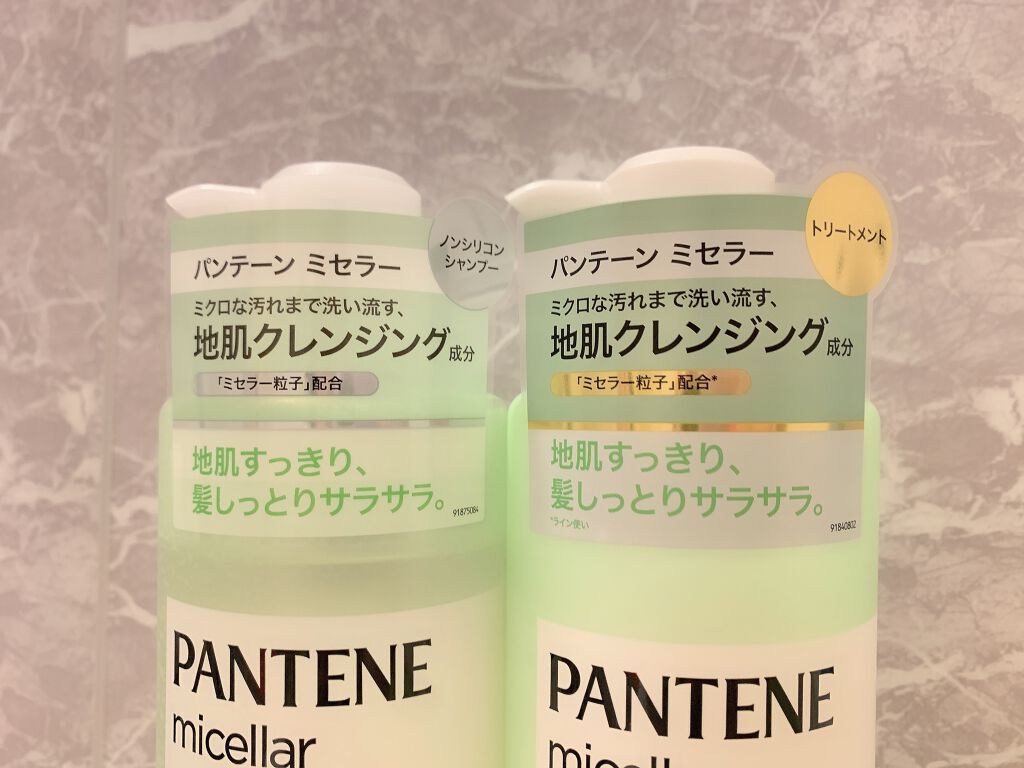 ノンシリコン
シャンプー
パンテーン ミセラー
ミクロな汚れまで洗い流す、
地肌クレンジング成分
「ミセラー粒子」配合
地肌すっきり、
髪しっとりサラサラ。
91875084
PANTENE
micellar
トリートメント
パンテーン ミセラー
ミクロな汚れまで洗い流す、
地肌クレンジング成分
「ミセラー粒子」配合*
地肌すっきり、
髪しっとりサラサラ。
*ライン使い
91840802
PANTENE
micellar